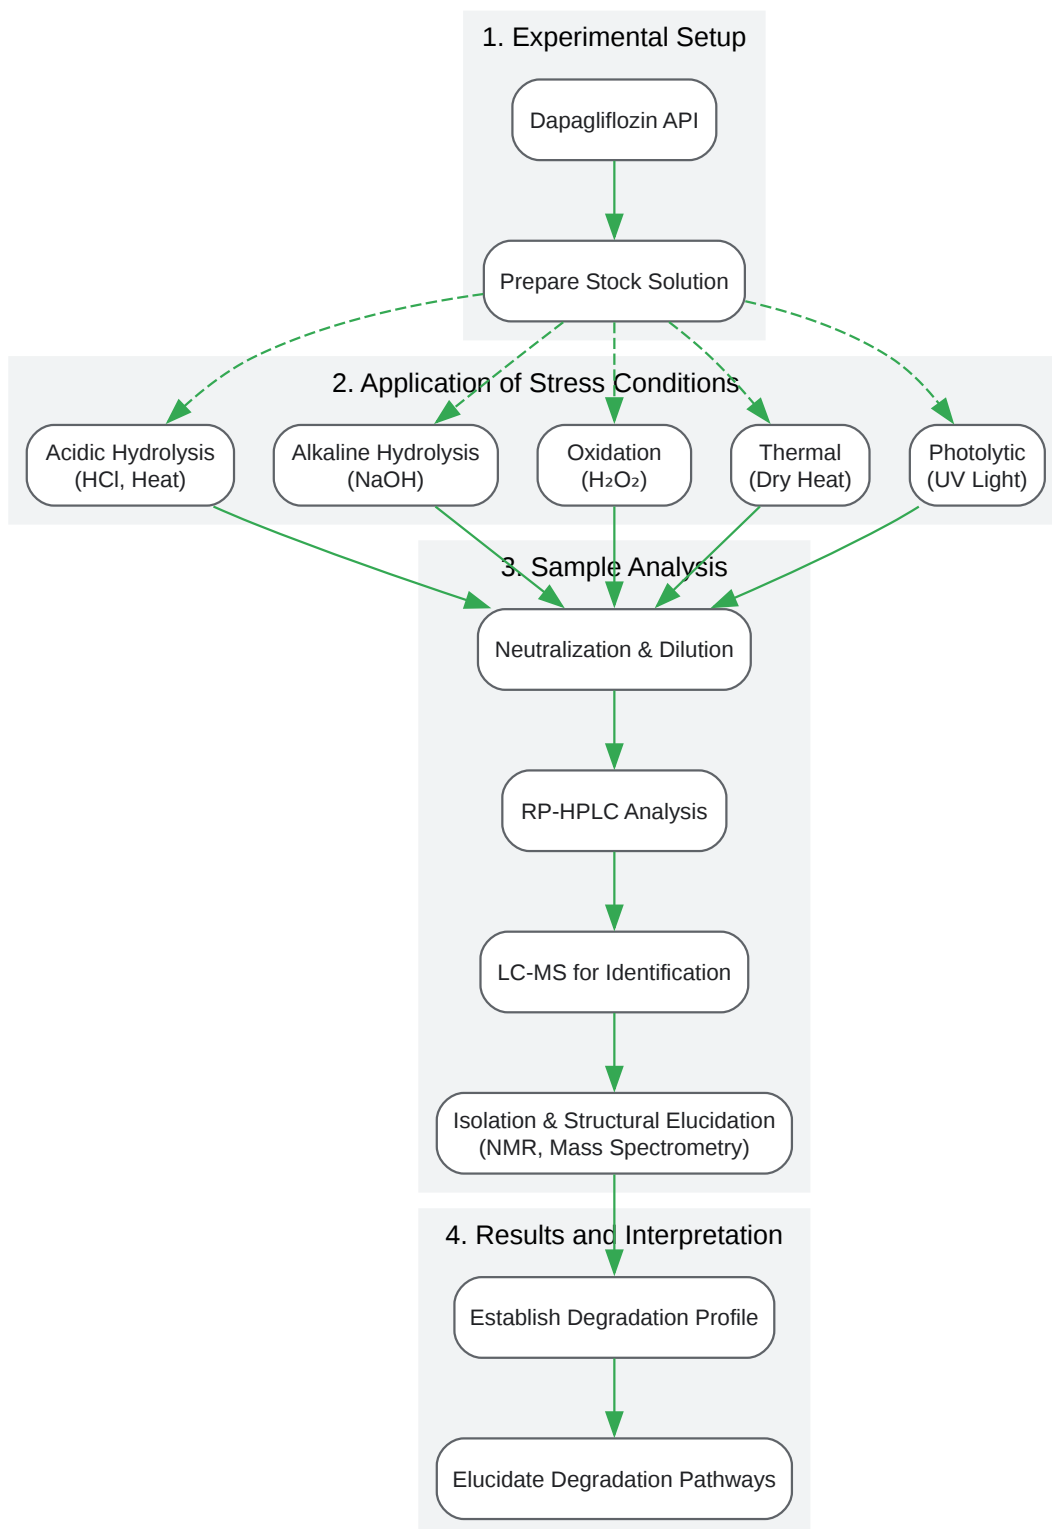 1. Experimental Setup
Dapagliflozin API
Prepare Stock Solution
2. Application of Stress Conditions
Acidic Hydrolysis
(HCl, Heat)
Alkaline Hydrolysis
(NaOH)
Oxidation
(H₂O₂)
Thermal
(Dry Heat)
Photolytic
(UV Light)
3. Sample Analysis
Neutralization & Dilution
RP-HPLC Analysis
LC-MS for Identification
Isolation & Structural Elucidation
(NMR, Mass Spectrometry)
4. Results and Interpretation
Establish Degradation Profile
Elucidate Degradation Pathways